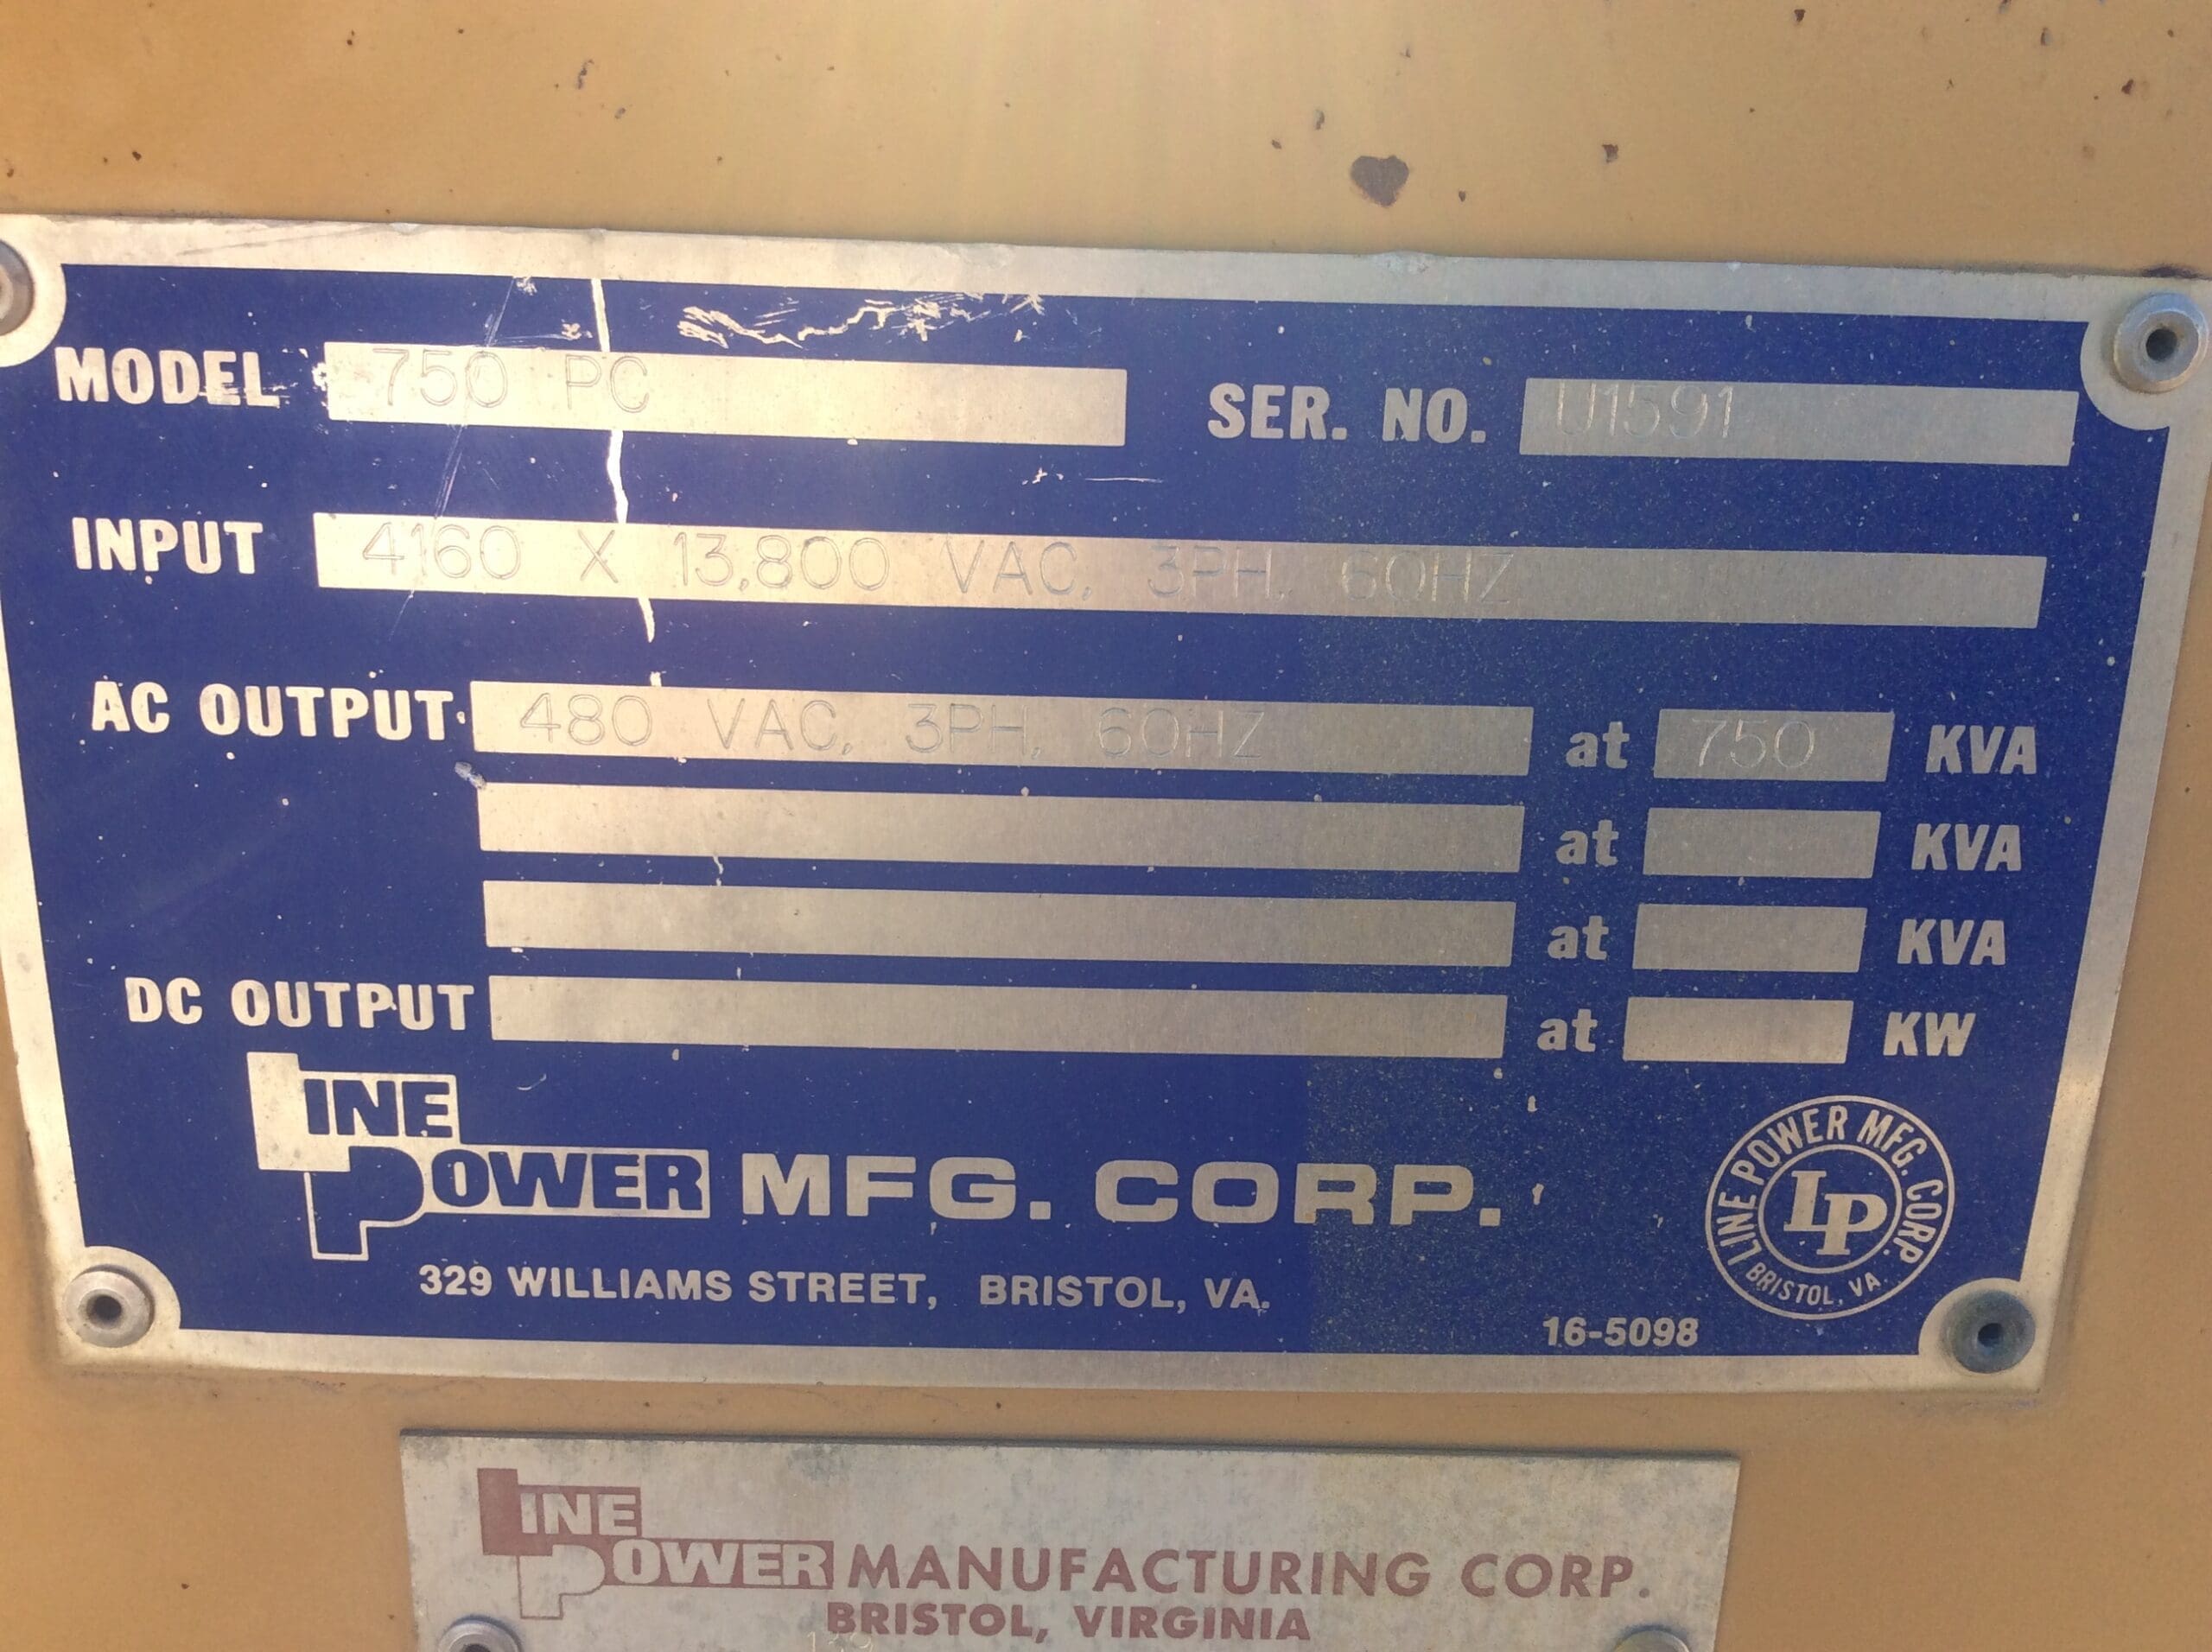 MODEL 750 PC SER. NO. U1591
INPUT 4160 X 13,800 VAC, 3PH, 60HZ
AC OUTPUT 480 VAC, 3PH, 60HZ at 750 KVA
at KVA
at KVA
DC OUTPUT at KW
LINE POWER MFG. CORP.
329 WILLIAMS STREET, BRISTOL, VA.
LINE POWER MFG. CORP.
LP
BRISTOL, VA.
16-5098
LINE POWER MANUFACTURING CORP.
BRISTOL, VIRGINIA